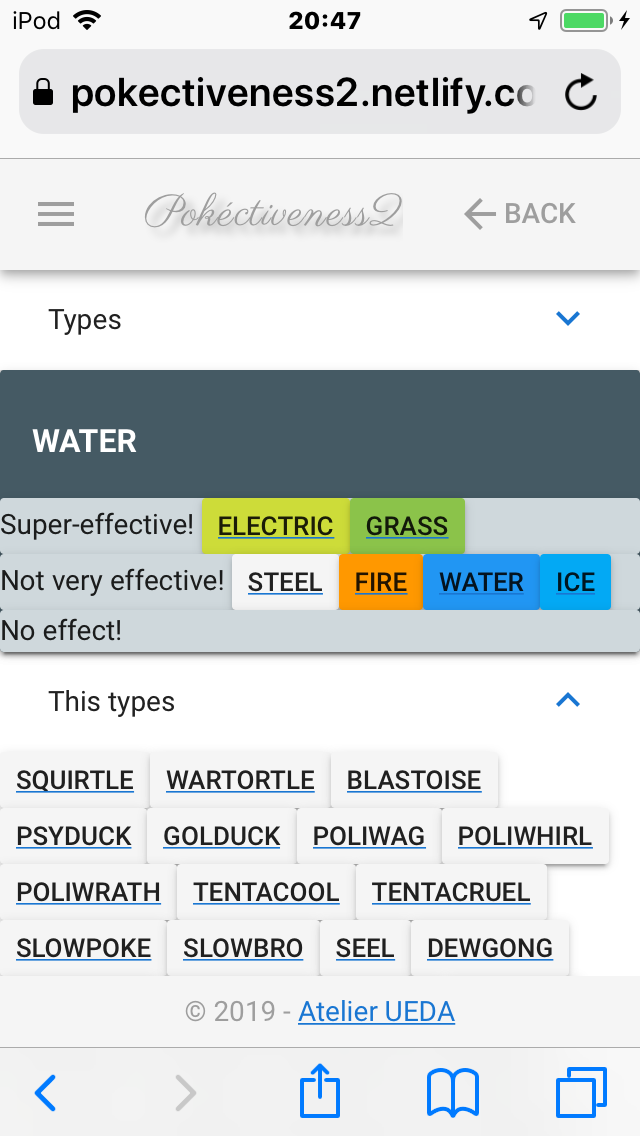 iPod 20:47
pokectiveness2.netlify.co
Pokéctiveness2 BACK
Types
WATER
Super-effective! ELECTRIC GRASS
Not very effective! STEEL FIRE WATER ICE
No effect!
This types
SQUIRTLE WARTORTLE BLASTOISE
PSYDUCK GOLDUCK POLIWAG POLIWHIRL
POLIWRATH TENTACOOL TENTACRUEL
SLOWPOKE SLOWBRO SEEL DEWGONG
© 2019 - Atelier UEDA